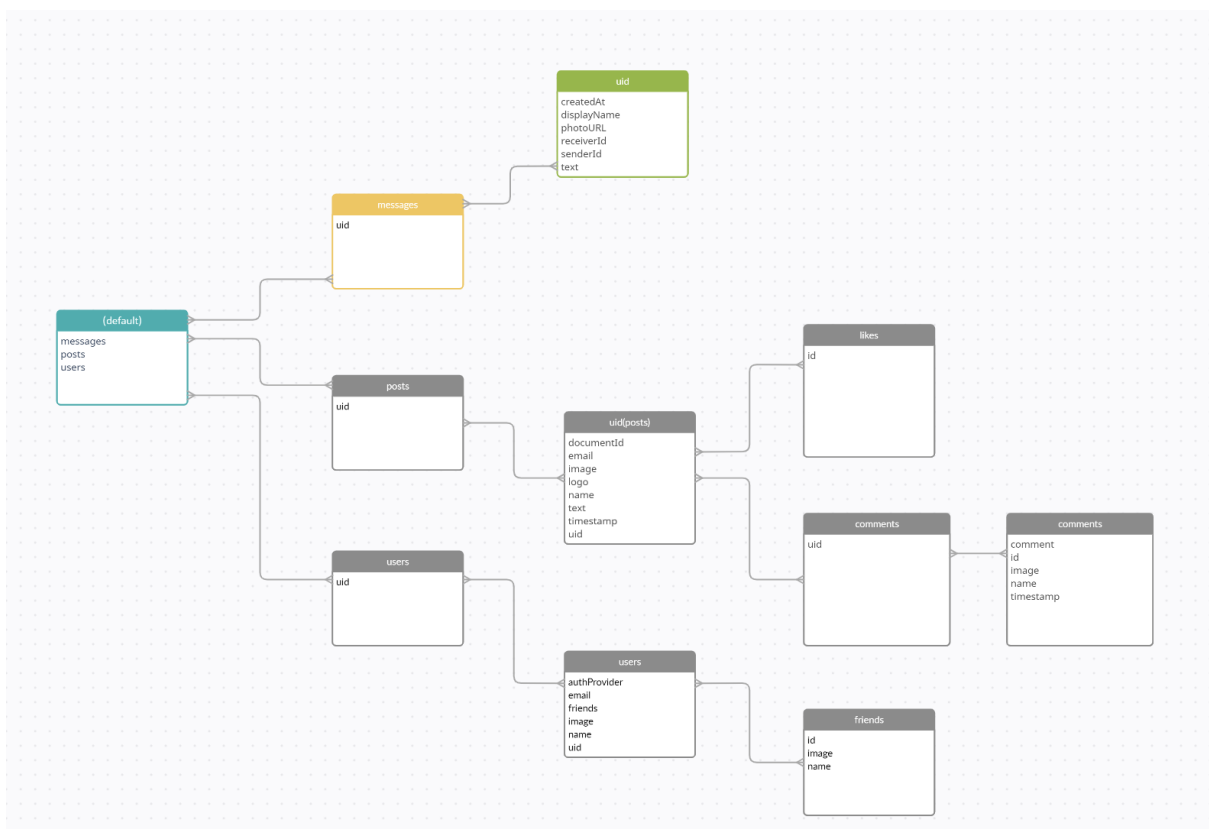 uid
createdAt
displayName
photoURL
receiverId
senderId
text
messages
uid
(default)
messages
posts
users
posts
uid
uid(posts)
documentId
email
image
logo
name
text
timestamp
uid
likes
id
comments
uid
comments
comment
id
image
name
timestamp
users
uid
users
authProvider
email
friends
image
name
uid
friends
id
image
name